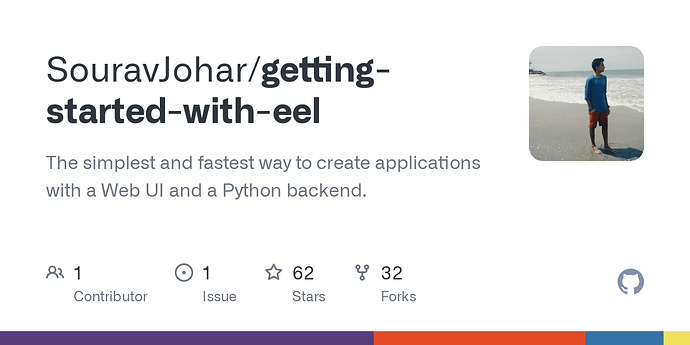 SouravJohar/getting-
started-with-eel
The simplest and fastest way to create applications
with a Web UI and a Python backend.
1 1 62 32
Contributor Issue Stars Forks